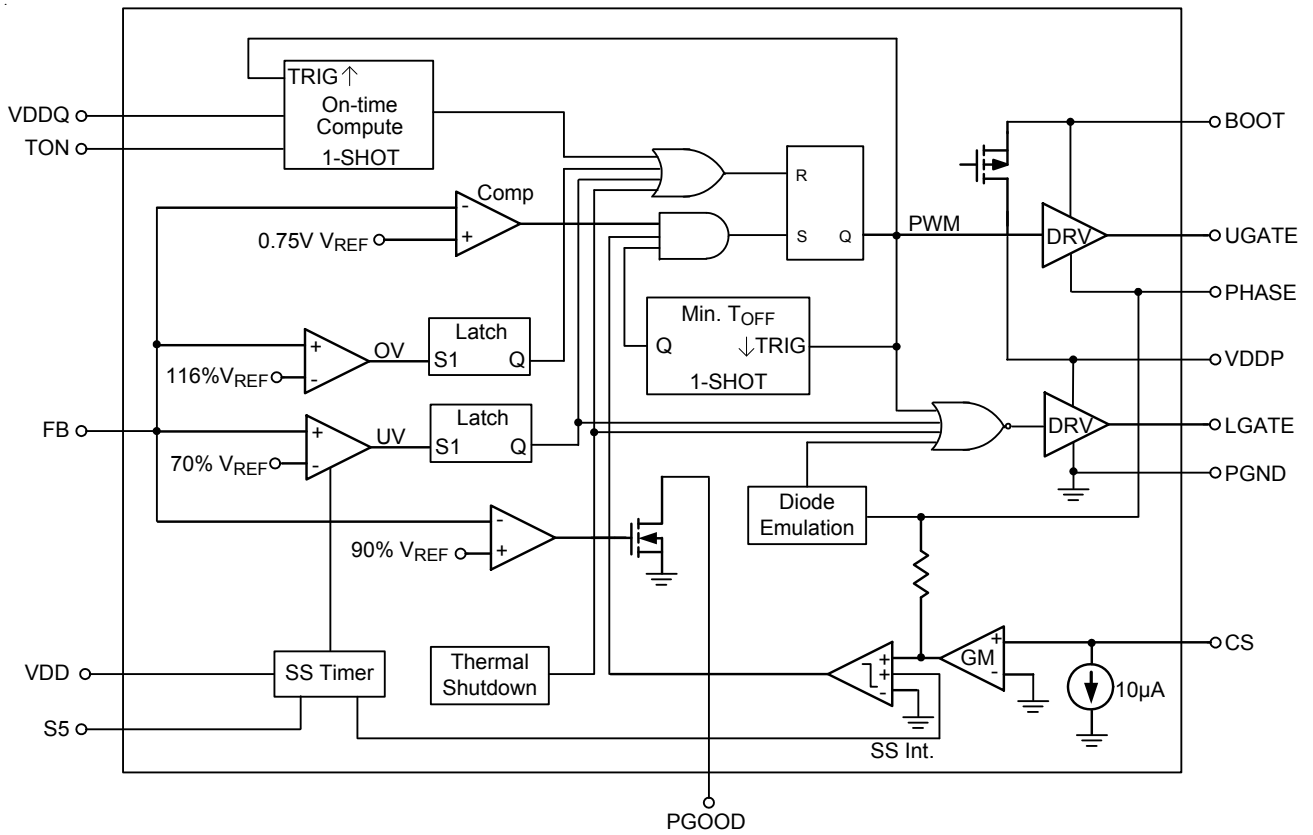 TRIG ↑
On-time
Compute
1-SHOT
VDDQ
TON
Comp
-
+
0.75V VREF
R
S
Q
PWM
DRV
BOOT
UGATE
PHASE
Min. TOFF
Q
↓TRIG
1-SHOT
+
-
OV
116%VREF
Latch
S1
Q
FB
+
-
UV
70% VREF
Latch
S1
Q
VDDP
DRV
LGATE
PGND
Diode
Emulation
-
+
90% VREF
VDD
S5
SS Timer
Thermal
Shutdown
+
+
-
SS Int.
GM
+
-
CS
10µA
PGOOD